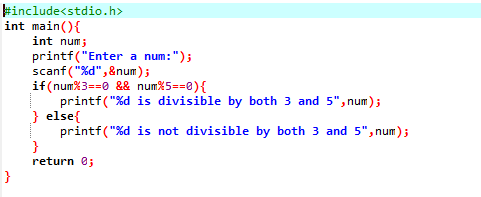 #include<stdio.h>
int main(){
    int num;
    printf("Enter a num:");
    scanf("%d",&num);
    if(num%3==0 && num%5==0){
        printf("%d is divisible by both 3 and 5",num);
    } else{
        printf("%d is not divisible by both 3 and 5",num);
    }
    return 0;
}